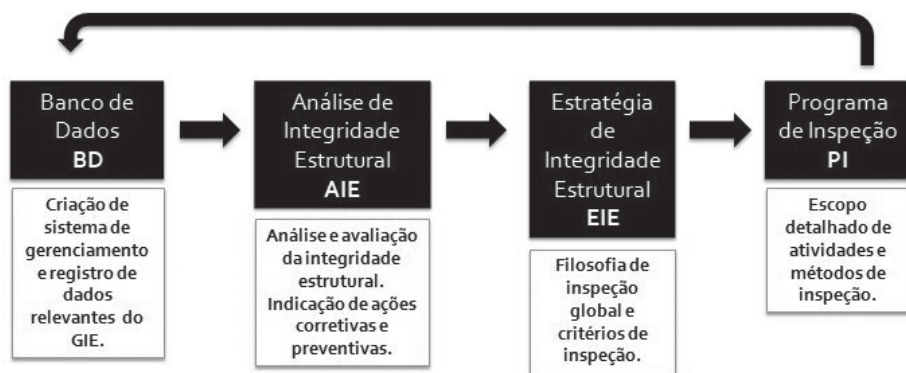 Banco de
Dados
BD
Criação de
sistema de
gerenciamento
e registro de
dados
relevantes do
GIE.
Análise de
Integridade
Estrutural
AIE
Análise e avaliação
da integridade
estrutural.
Indicação de ações
corretivas e
preventivas.
Estratégia
de
Integridade
Estrutural
EIE
Filosofia de
inspeção
global e
critérios de
inspeção.
Programa
de Inspeção
PI
Escopo
detalhado de
atividades e
métodos de
inspeção.